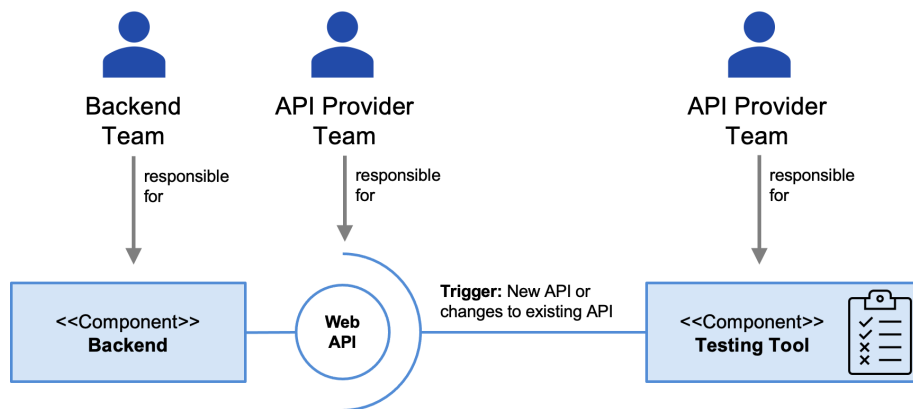 Backend
Team
API Provider
Team
API Provider
Team
responsible
for
responsible
for
responsible
for
<<Component>>
Backend
Web
API
Trigger: New API or
changes to existing API
<<Component>>
Testing Tool